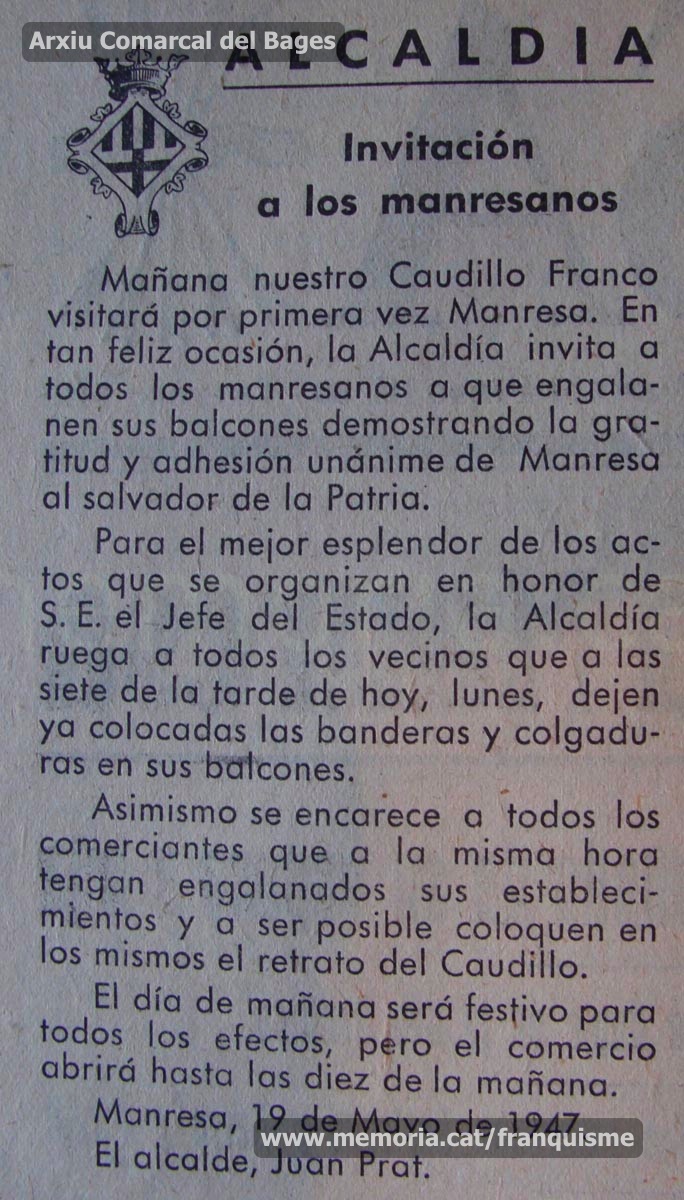 Arxiu Comarcal del Bages
ALCALDIA
Invitación
a los manresanos
Mañana nuestro Caudillo Franco
visitará por primera vez Manresa. En
tan feliz ocasión, la Alcaldía invita a
todos los manresanos a que engala-
nen sus balcones demostrando la gra-
titud y adhesión unánime de Manresa
al salvador de la Patria.
Para el mejor esplendor de los ac-
tos que se organizan en honor de
S. E. el Jefe del Estado, la Alcaldía
ruega a todos los vecinos que a las
siete de la tarde de hoy, lunes, dejen
ya colocadas las banderas y colgadu-
ras en sus balcones.
Asimismo se encarece a todos los
comerciantes que a la misma hora
tengan engalanados sus estableci-
mientos y a ser posible coloquen en
los mismos el retrato del Caudillo.
El día de mañana será festivo para
todos los efectos, pero el comercio
abrirá hasta las diez de la mañana.
Manresa, 19 de Mayo de 1947
www.memoria.cat/franquisme
El alcalde, Juan Prat.